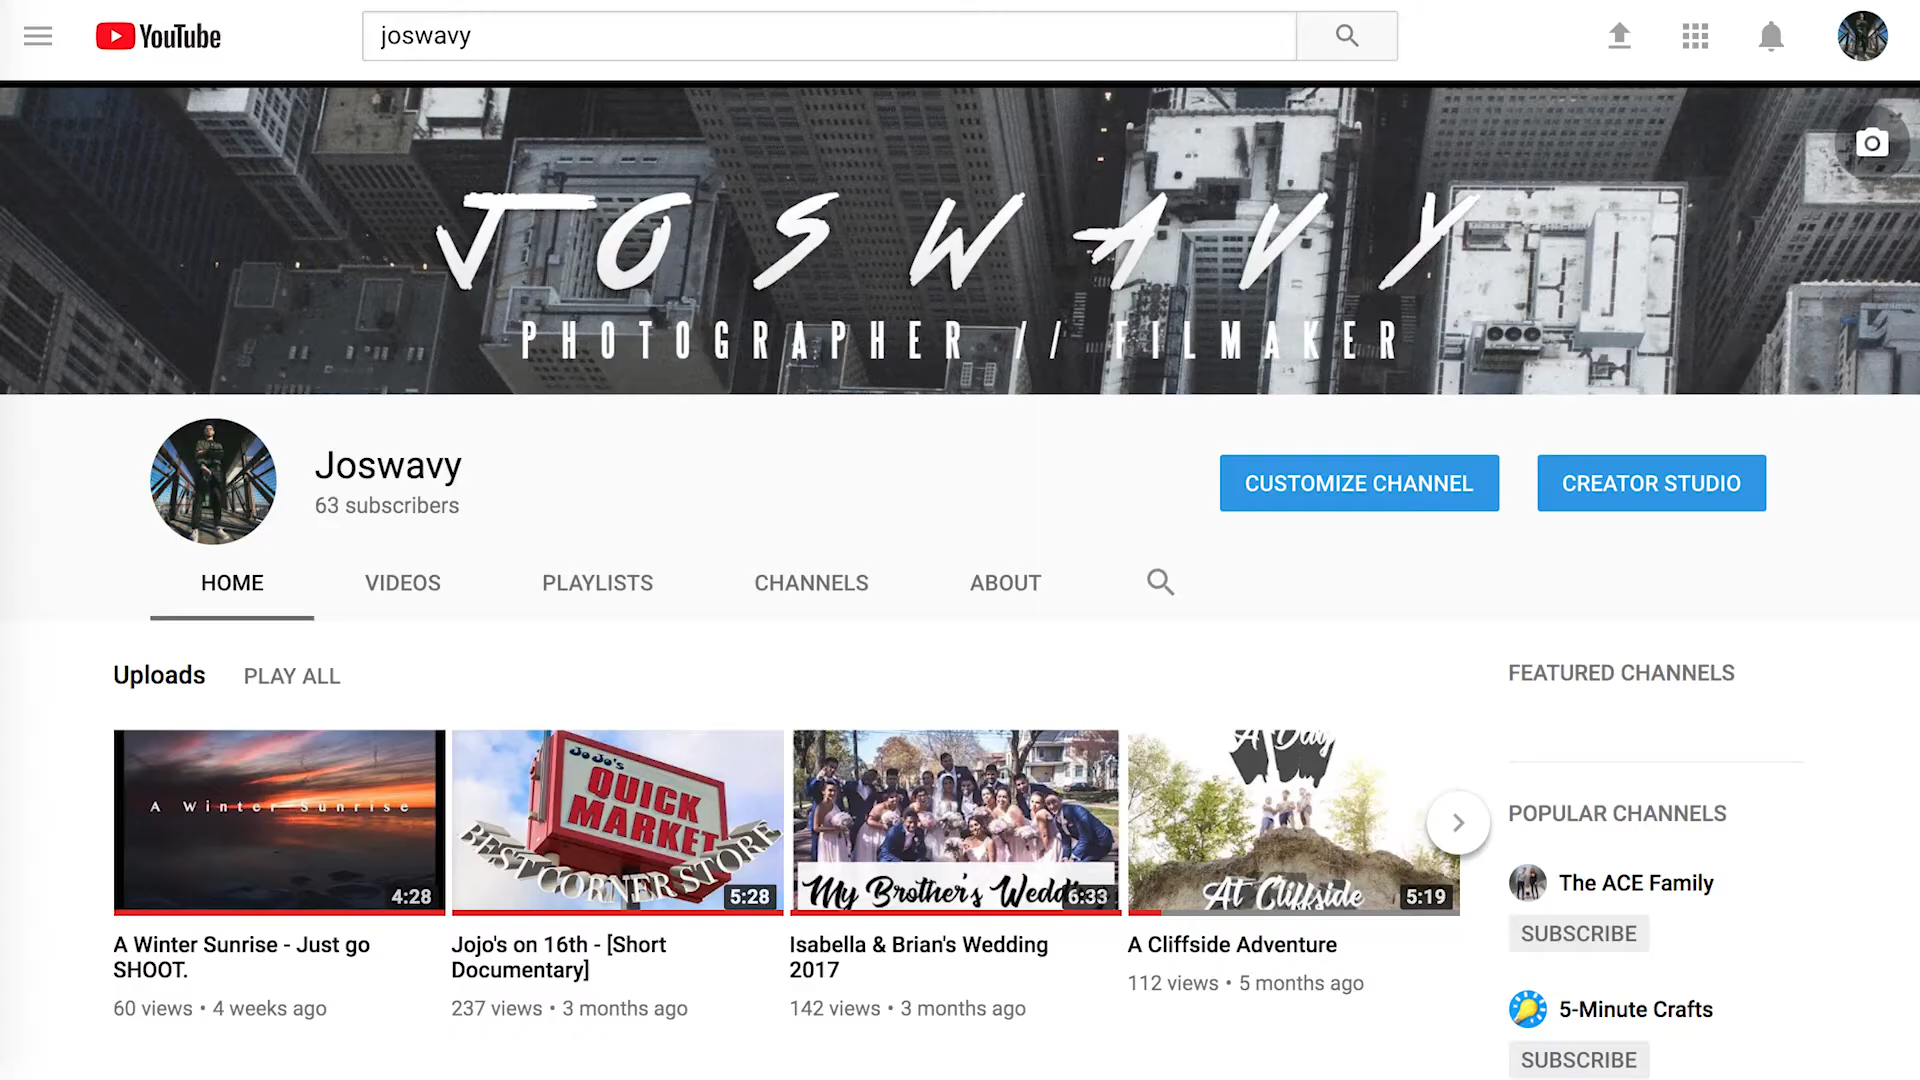 YouTube
joswavy
JOSWAVY
PHOTOGRAPHER // FILMAKER
Joswavy
63 subscribers
CUSTOMIZE CHANNEL
CREATOR STUDIO
HOME
VIDEOS
PLAYLISTS
CHANNELS
ABOUT
Uploads
PLAY ALL
A Winter Sunrise
4:28
A Winter Sunrise - Just go
SHOOT.
60 views • 4 weeks ago
JoJo's
QUICK
MARKET
BEST CORNER STORE
5:28
Jojo's on 16th - [Short
Documentary]
237 views • 3 months ago
My Brother's
6:33
Isabella & Brian's Wedding
2017
142 views • 3 months ago
A Day
At Cliffside
5:19
A Cliffside Adventure
112 views • 5 months ago
FEATURED CHANNELS
POPULAR CHANNELS
The ACE Family
SUBSCRIBE
5-Minute Crafts
SUBSCRIBE